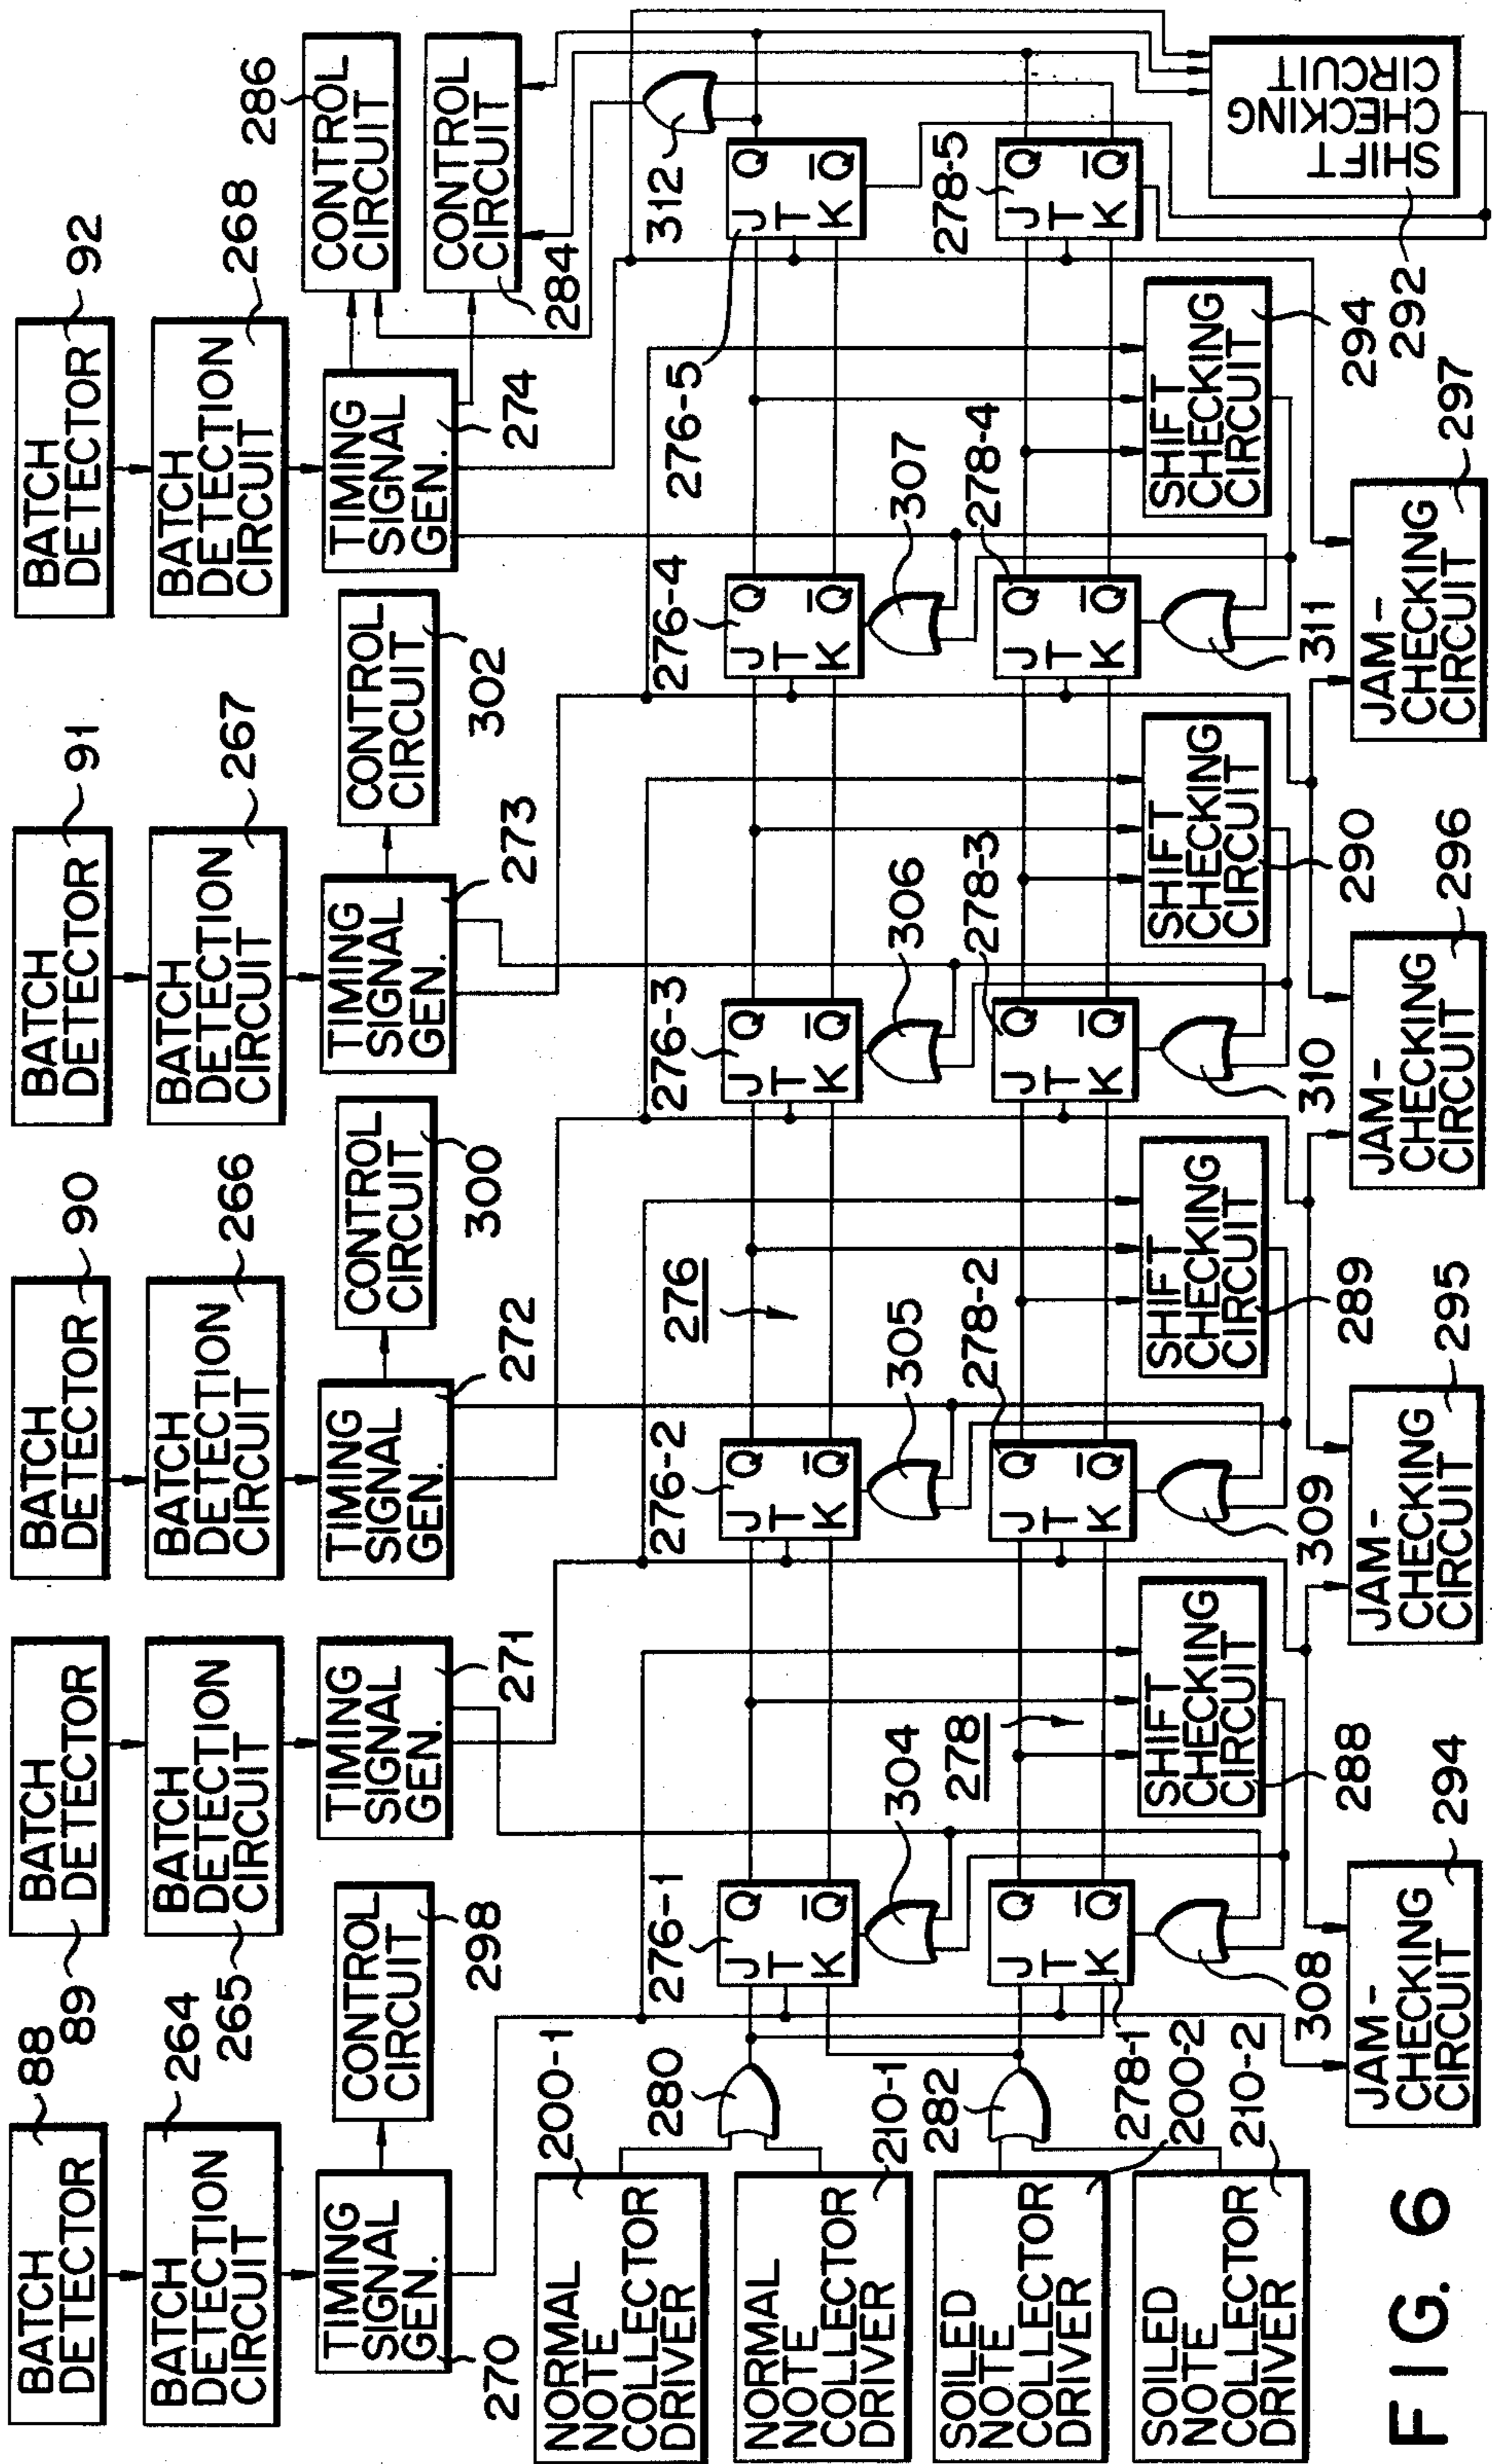 BATCH
DETECTOR
88
BATCH
DETECTOR
89
BATCH
DETECTOR
90
BATCH
DETECTOR
91
BATCH
DETECTOR
92
BATCH
DETECTION
CIRCUIT
264
BATCH
DETECTION
CIRCUIT
265
BATCH
DETECTION
CIRCUIT
266
BATCH
DETECTION
CIRCUIT
267
BATCH
DETECTION
CIRCUIT
268
TIMING
SIGNAL
GEN.
270
CONTROL
CIRCUIT
298
TIMING
SIGNAL
GEN.
271
TIMING
SIGNAL
GEN.
272
CONTROL
CIRCUIT
300
TIMING
SIGNAL
GEN.
273
CONTROL
CIRCUIT
302
TIMING
SIGNAL
GEN.
274
CONTROL
CIRCUIT
286
CONTROL
CIRCUIT
284
NORMAL
NOTE
COLLECTOR
DRIVER
200-1
NORMAL
NOTE
COLLECTOR
DRIVER
210-1
SOILED
NOTE
COLLECTOR
DRIVER
200-2
SOILED
NOTE
COLLECTOR
DRIVER
210-2
280
282
276-1
J Q
T
K Q̅
304
276-2
J Q
T
K Q̅
305
276
276-3
J Q
T
K Q̅
306
276-4
J Q
T
K Q̅
307
276-5
J Q
T
K Q̅
312
278-1
J Q
T
K Q̅
308
278
278-2
J Q
T
K Q̅
309
278-3
J Q
T
K Q̅
310
278-4
J Q
T
K Q̅
311
278-5
J Q
T
K Q̅
SHIFT
CHECKING
CIRCUIT
288
SHIFT
CHECKING
CIRCUIT
289
SHIFT
CHECKING
CIRCUIT
290
SHIFT
CHECKING
CIRCUIT
294
SHIFT
CHECKING
CIRCUIT
292
JAM-
CHECKING
CIRCUIT
294
JAM-
CHECKING
CIRCUIT
295
JAM-
CHECKING
CIRCUIT
296
JAM-
CHECKING
CIRCUIT
297
FIG. 6